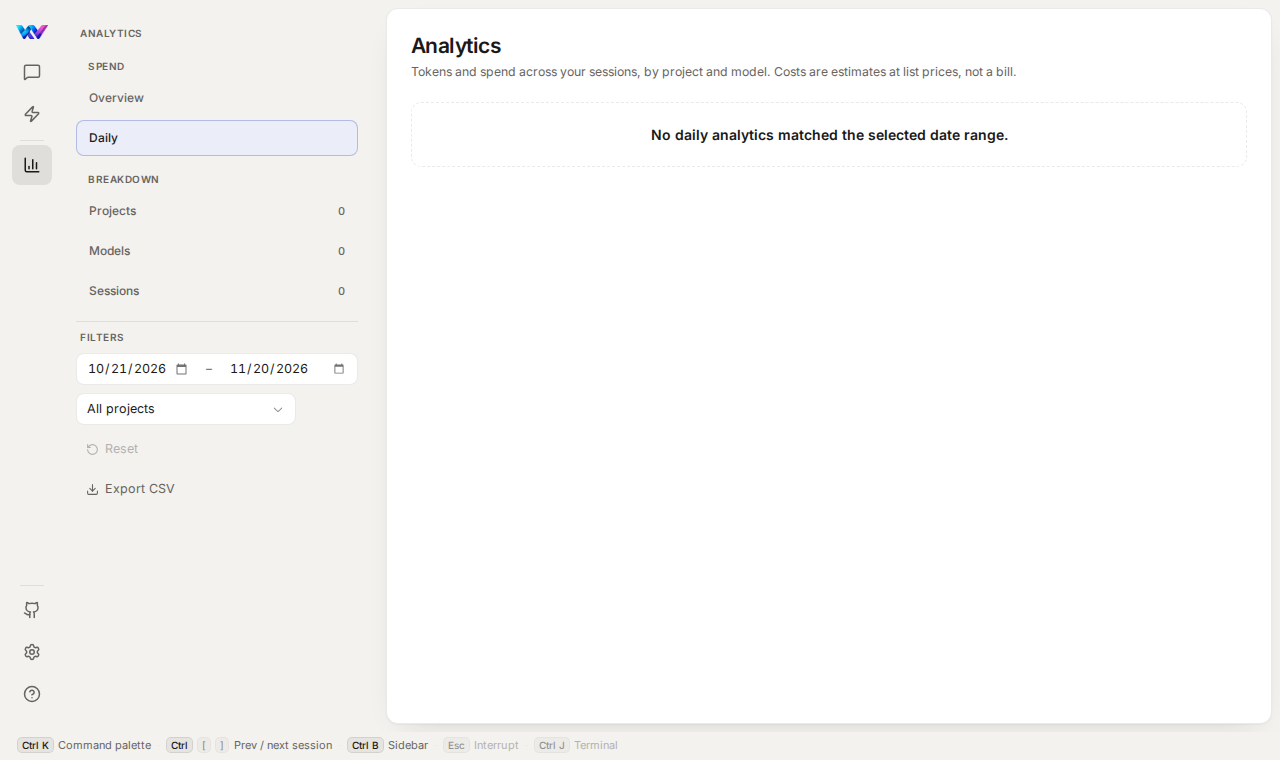 ANALYTICS
SPEND
Overview
Daily
BREAKDOWN
Projects 0
Models 0
Sessions 0
FILTERS
10/21/2026 – 11/20/2026
All projects
Reset
Export CSV
Analytics
Tokens and spend across your sessions, by project and model. Costs are estimates at list prices, not a bill.
No daily analytics matched the selected date range.
Ctrl K Command palette Ctrl [ ] Prev / next session Ctrl B Sidebar Esc Interrupt Ctrl J Terminal